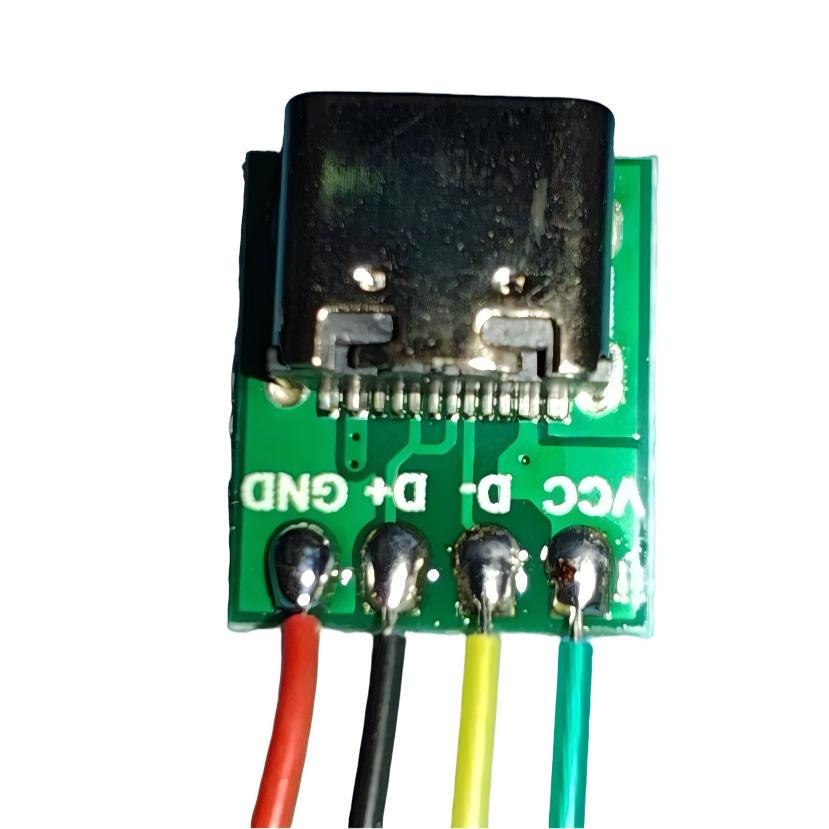 VCC D- D+ GND